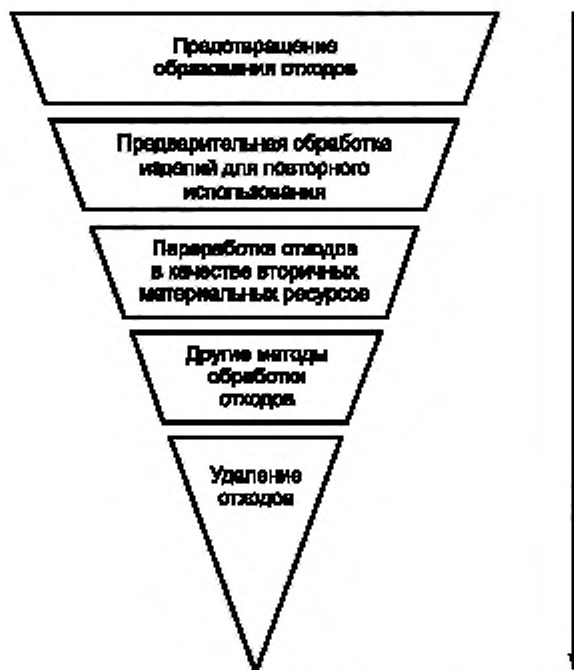 Предотвращение
образования отходов
Предварительная обработка
изделий для повторного
использования
Переработка отходов
в качестве вторичных
материальных ресурсов
Другие методы
обработки
отходов
Удаление
отходов